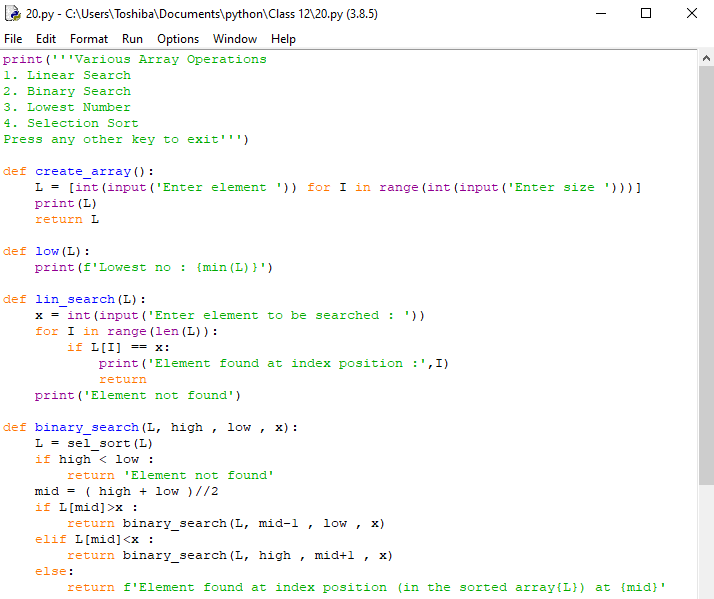 20.py - C:\Users\Toshiba\Documents\python\Class 12\20.py (3.8.5)
File Edit Format Run Options Window Help
print('''Various Array Operations
1. Linear Search
2. Binary Search
3. Lowest Number
4. Selection Sort
Press any other key to exit''')

def create_array():
    L = [int(input('Enter element ')) for I in range(int(input('Enter size ')))]
    print(L)
    return L

def low(L):
    print(f'Lowest no : {min(L)}')

def lin_search(L):
    x = int(input('Enter element to be searched : '))
    for I in range(len(L)):
        if L[I] == x:
            print('Element found at index position :',I)
            return
    print('Element not found')

def binary_search(L, high , low , x):
    L = sel_sort(L)
    if high < low :
        return 'Element not found'
    mid = ( high + low )//2
    if L[mid]>x :
        return binary_search(L, mid-1 , low , x)
    elif L[mid]<x :
        return binary_search(L, high , mid+1 , x)
    else:
        return f'Element found at index position (in the sorted array{L}) at {mid}'